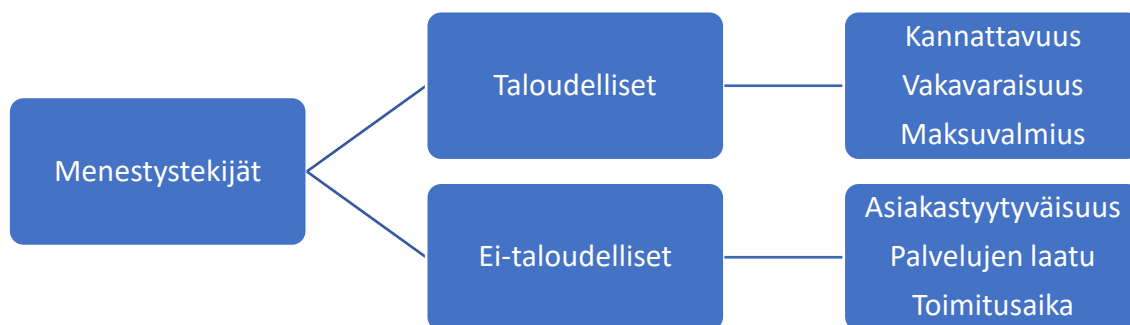 Menestystekijät
Taloudelliset
Kannattavuus
Vakavaraisuus
Maksuvalmius
Ei-taloudelliset
Asiakastyytyväisuus
Palvelujen laatu
Toimitusaika